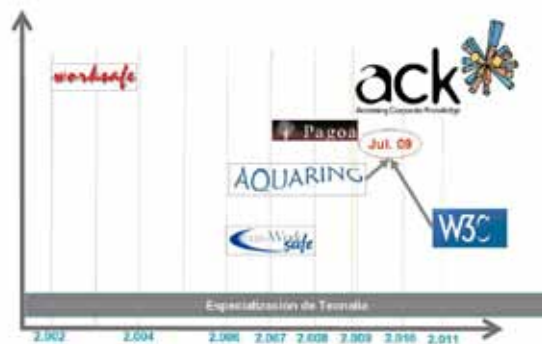 worksafe
ack
Accessing Corporate Knowledge
Pagoa
Jul. 09
AQUARING
W3C
safe
Especialización de Tecnalia
2.002 2.004 2.006 2.007 2.008 2.009 2.010 2.011